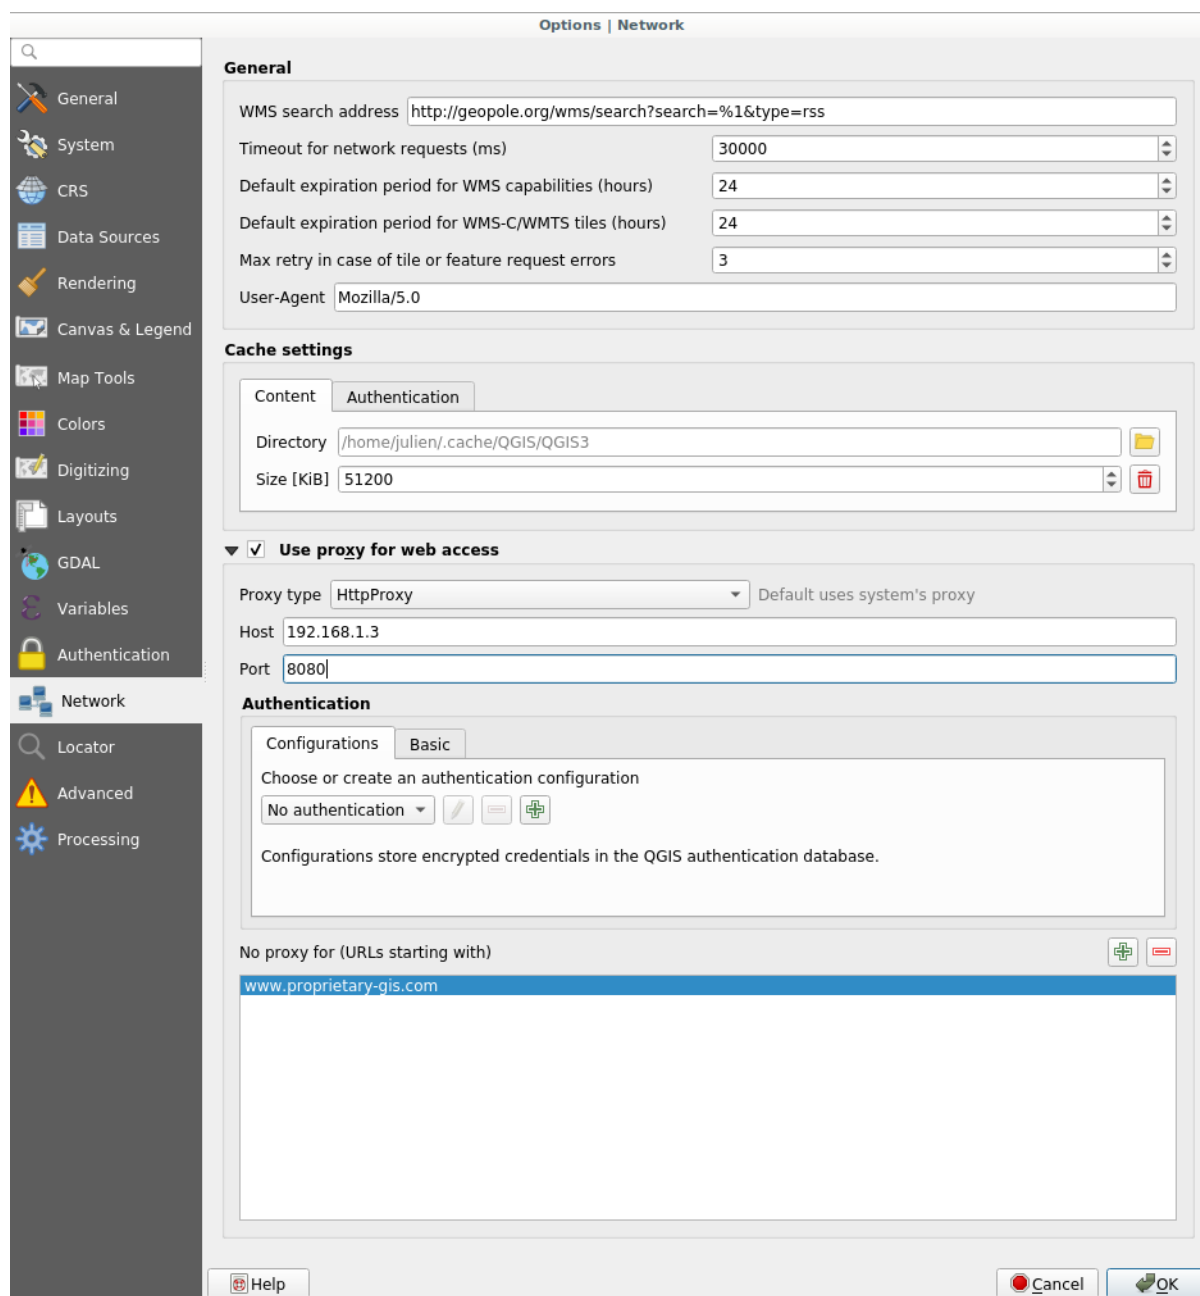 Options | Network
General
System
CRS
Data Sources
Rendering
Canvas & Legend
Map Tools
Colors
Digitizing
Layouts
GDAL
Variables
Authentication
Network
Locator
Advanced
Processing
General
WMS search address http://geopole.org/wms/search?search=%1&type=rss
Timeout for network requests (ms) 30000
Default expiration period for WMS capabilities (hours) 24
Default expiration period for WMS-C/WMTS tiles (hours) 24
Max retry in case of tile or feature request errors 3
User-Agent Mozilla/5.0
Cache settings
Content Authentication
Directory /home/julien/.cache/QGIS/QGIS3
Size [KiB] 51200
Use proxy for web access
Proxy type HttpProxy Default uses system's proxy
Host 192.168.1.3
Port 8080
Authentication
Configurations Basic
Choose or create an authentication configuration
No authentication
Configurations store encrypted credentials in the QGIS authentication database.
No proxy for (URLs starting with)
www.proprietary-gis.com
Help Cancel OK